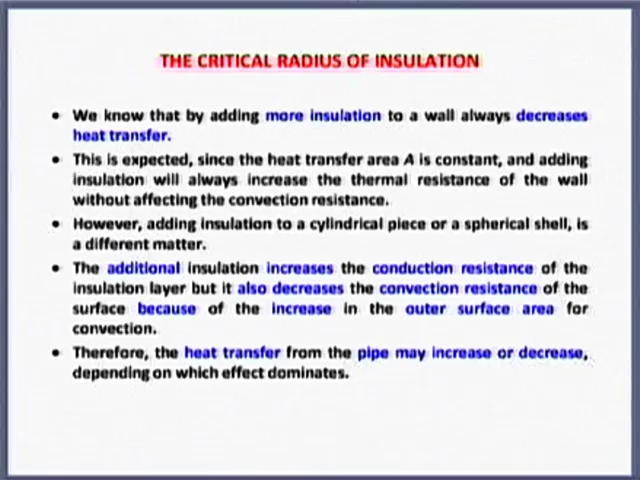 THE CRITICAL RADIUS OF INSULATION
• We know that by adding more insulation to a wall always decreases
heat transfer.
• This is expected, since the heat transfer area A is constant, and adding
insulation will always increase the thermal resistance of the wall
without affecting the convection resistance.
• However, adding insulation to a cylindrical piece or a spherical shell, is
a different matter.
• The additional insulation increases the conduction resistance of the
insulation layer but it also decreases the convection resistance of the
surface because of the increase in the outer surface area for
convection.
• Therefore, the heat transfer from the pipe may increase or decrease,
depending on which effect dominates.